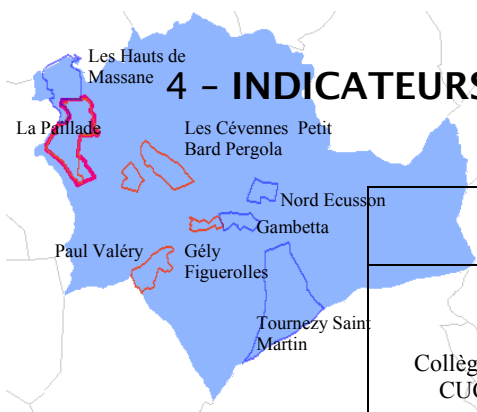 Les Hauts de
Massane
4 – INDICATEURS
La Paillade
Les Cévennes Petit
Bard Pergola
Nord Ecusson
Gambetta
Paul Valéry
Gély
Figuerolles
Tournezy Saint
Martin
Collèg
CUC